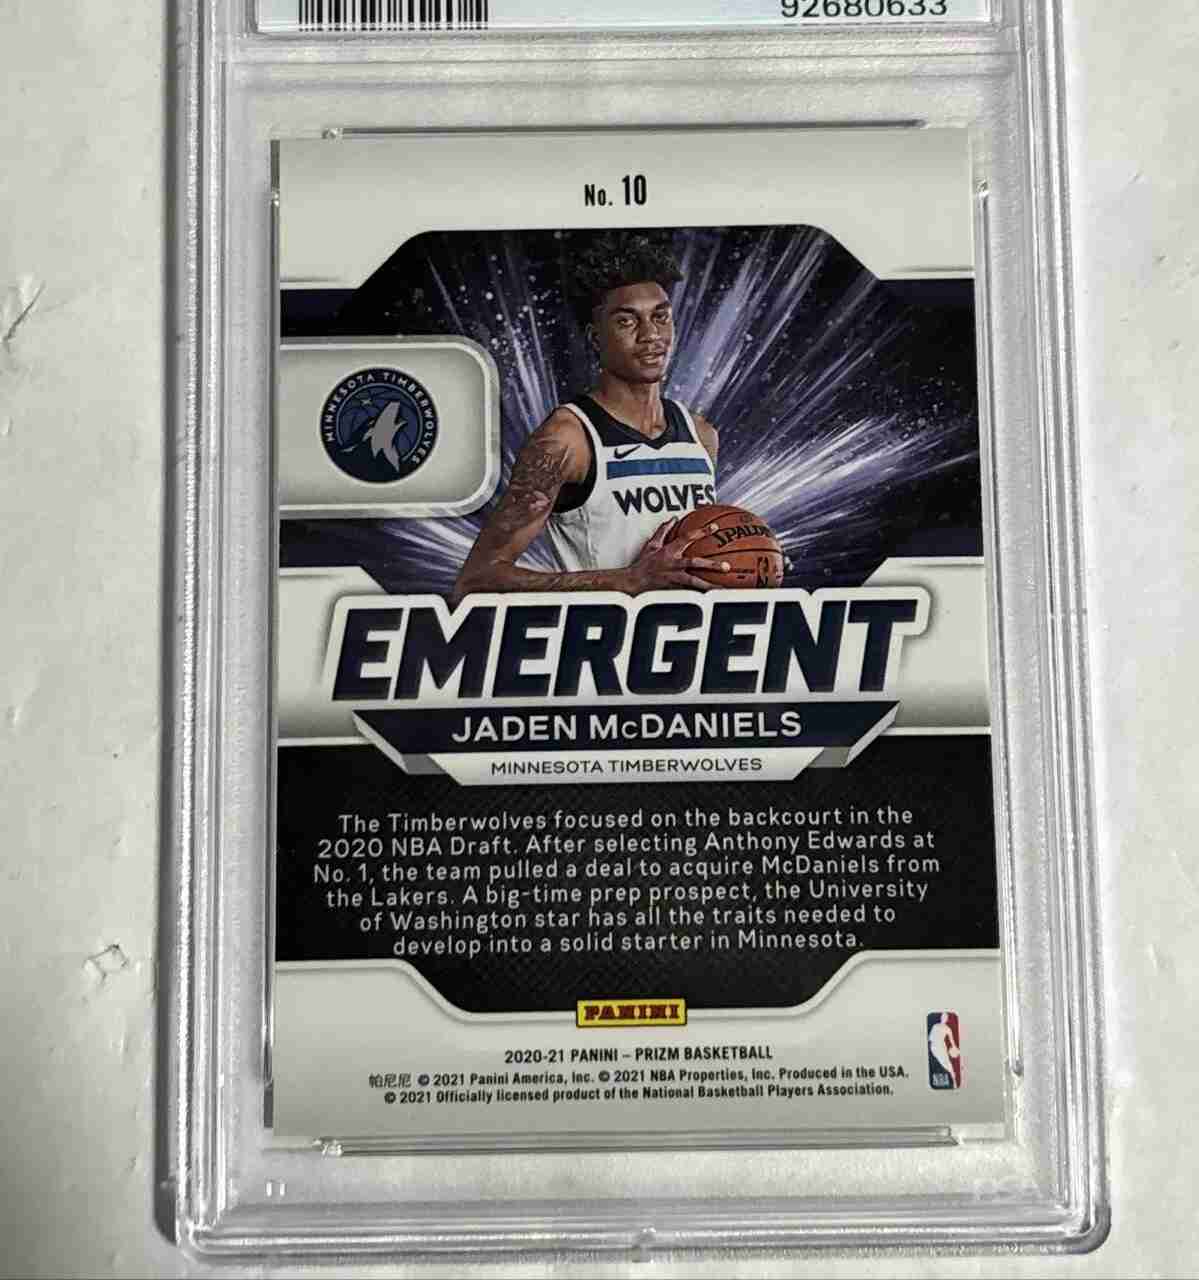 92680633
No. 10
MINNESOTA TIMBERWOLVES
WOLVES
SPALDING
EMERGENT
JADEN McDANIELS
MINNESOTA TIMBERWOLVES
The Timberwolves focused on the backcourt in the
2020 NBA Draft. After selecting Anthony Edwards at
No. 1, the team pulled a deal to acquire McDaniels from
the Lakers. A big-time prep prospect, the University
of Washington star has all the traits needed to
develop into a solid starter in Minnesota.
PANINI
2020-21 PANINI – PRIZM BASKETBALL
帕尼尼 © 2021 Panini America, Inc. © 2021 NBA Properties, Inc. Produced in the USA.
© 2021 Officially licensed product of the National Basketball Players Association.
NBA
PSA